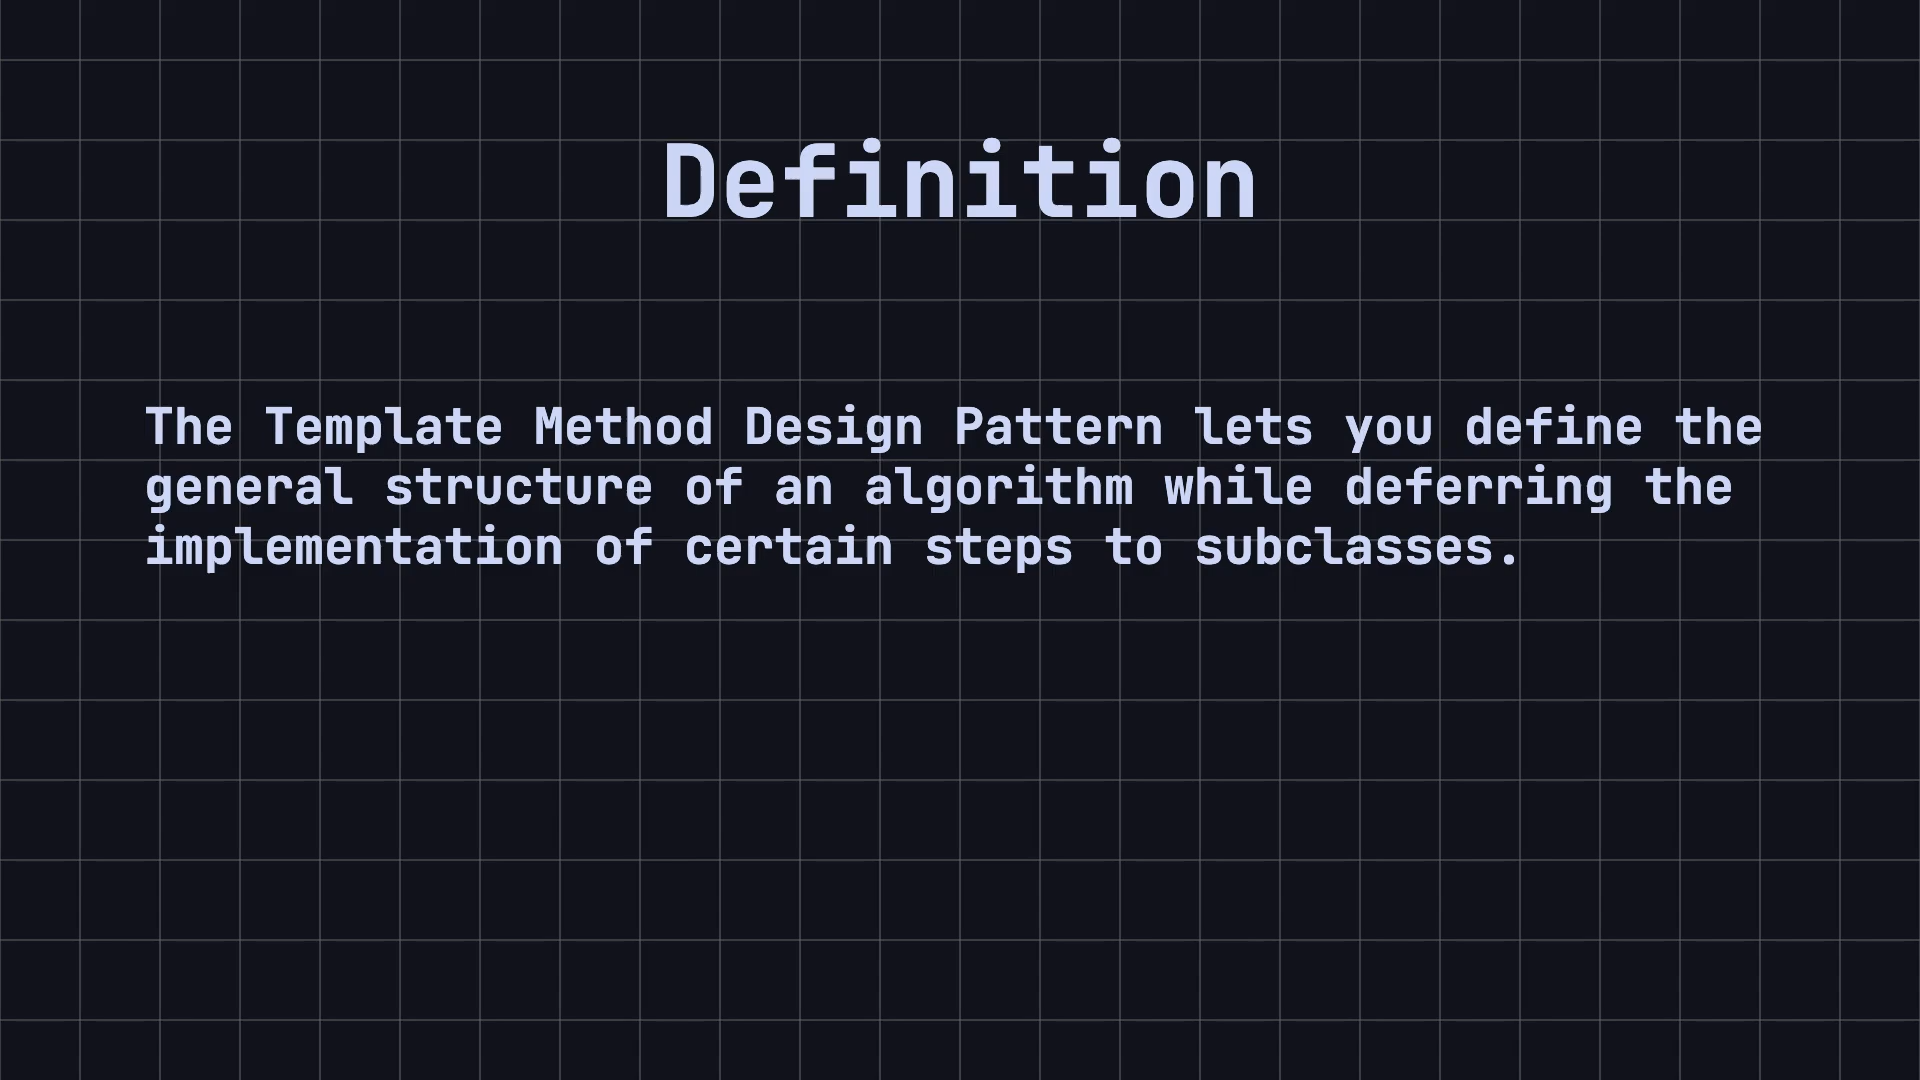 Definition
The Template Method Design Pattern lets you define the
general structure of an algorithm while deferring the
implementation of certain steps to subclasses.